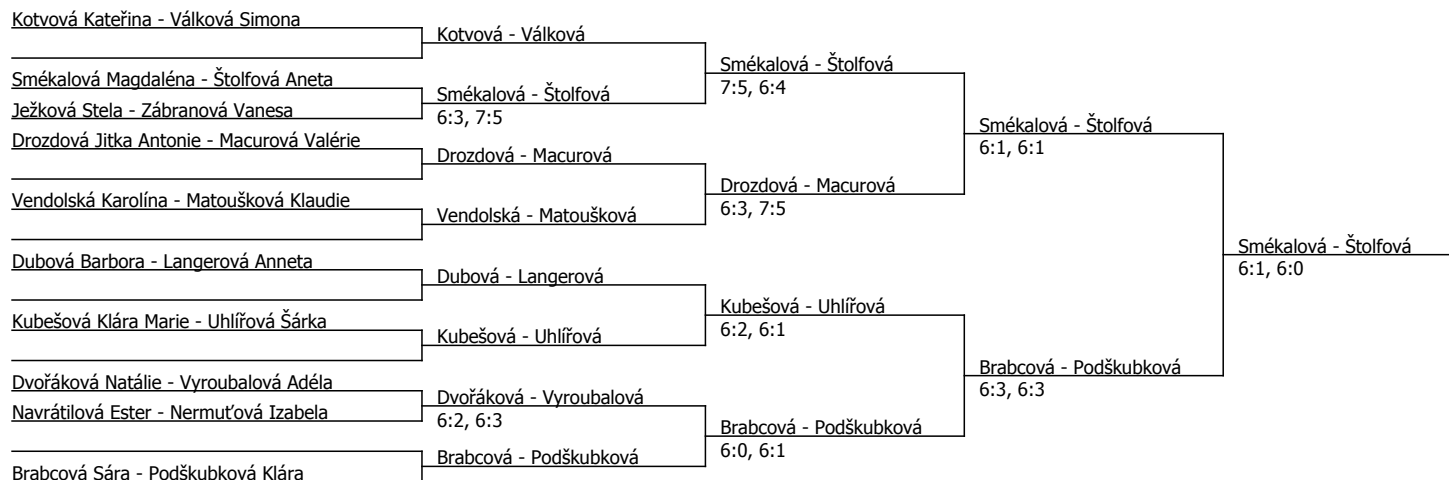 Kotvová Kateřina - Válková Simona
Kotvová - Válková
Smékalová - Štolfová
7:5, 6:4
Smékalová Magdaléna - Štolfová Aneta
Smékalová - Štolfová
6:3, 7:5
Ježková Stela - Zábranová Vanesa
Smékalová - Štolfová
6:1, 6:1
Drozdová Jitka Antonie - Macurová Valérie
Drozdová - Macurová
Drozdová - Macurová
6:3, 7:5
Vendolská Karolína - Matoušková Klaudie
Vendolská - Matoušková
Smékalová - Štolfová
6:1, 6:0
Dubová Barbora - Langerová Anneta
Dubová - Langerová
Kubešová - Uhlířová
6:2, 6:1
Kubešová Klára Marie - Uhlířová Šárka
Kubešová - Uhlířová
Brabcová - Podškubková
6:3, 6:3
Dvořáková Natálie - Vyroubalová Adéla
Dvořáková - Vyroubalová
6:2, 6:3
Navrátilová Ester - Nermuťová Izabela
Brabcová - Podškubková
6:0, 6:1
Brabcová - Podškubková
Brabcová Sára - Podškubková Klára